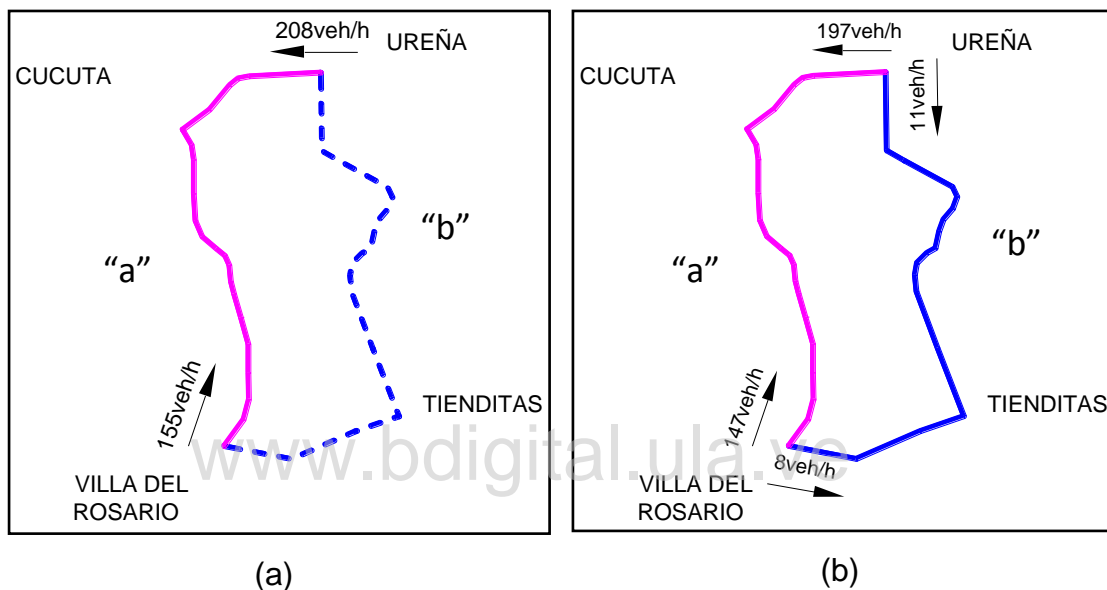 208veh/h
UREÑA
CUCUTA
“b”
“a”
155veh/h
TIENDITAS
VILLA DEL
ROSARIO
(a)
197veh/h
UREÑA
CUCUTA
11veh/h
“b”
“a”
147veh/h
TIENDITAS
8veh/h
VILLA DEL
ROSARIO
(b)
www.bdigital.ula.ve